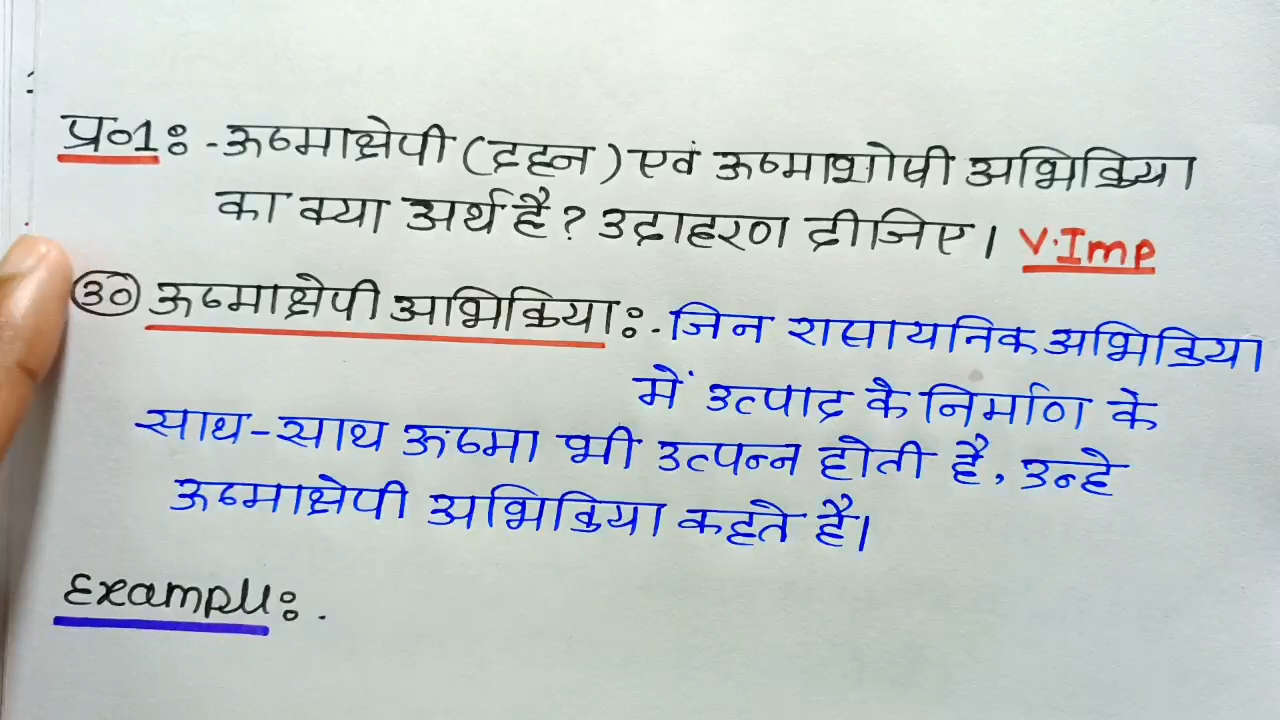 प्र०1ः-ऊष्माक्षेपी (दहन) एवं ऊष्माशोषी अभिक्रिया
का क्या अर्थ है? उदाहरण दीजिए। V.Imp
उ० ऊष्माक्षेपी अभिक्रियाः- जिन रासायनिक अभिक्रिया
में उत्पाद के निर्माण के
साथ-साथ ऊष्मा भी उत्पन्न होती है, उन्हे
ऊष्माक्षेपी अभिक्रिया कहते है।
Exampleः-